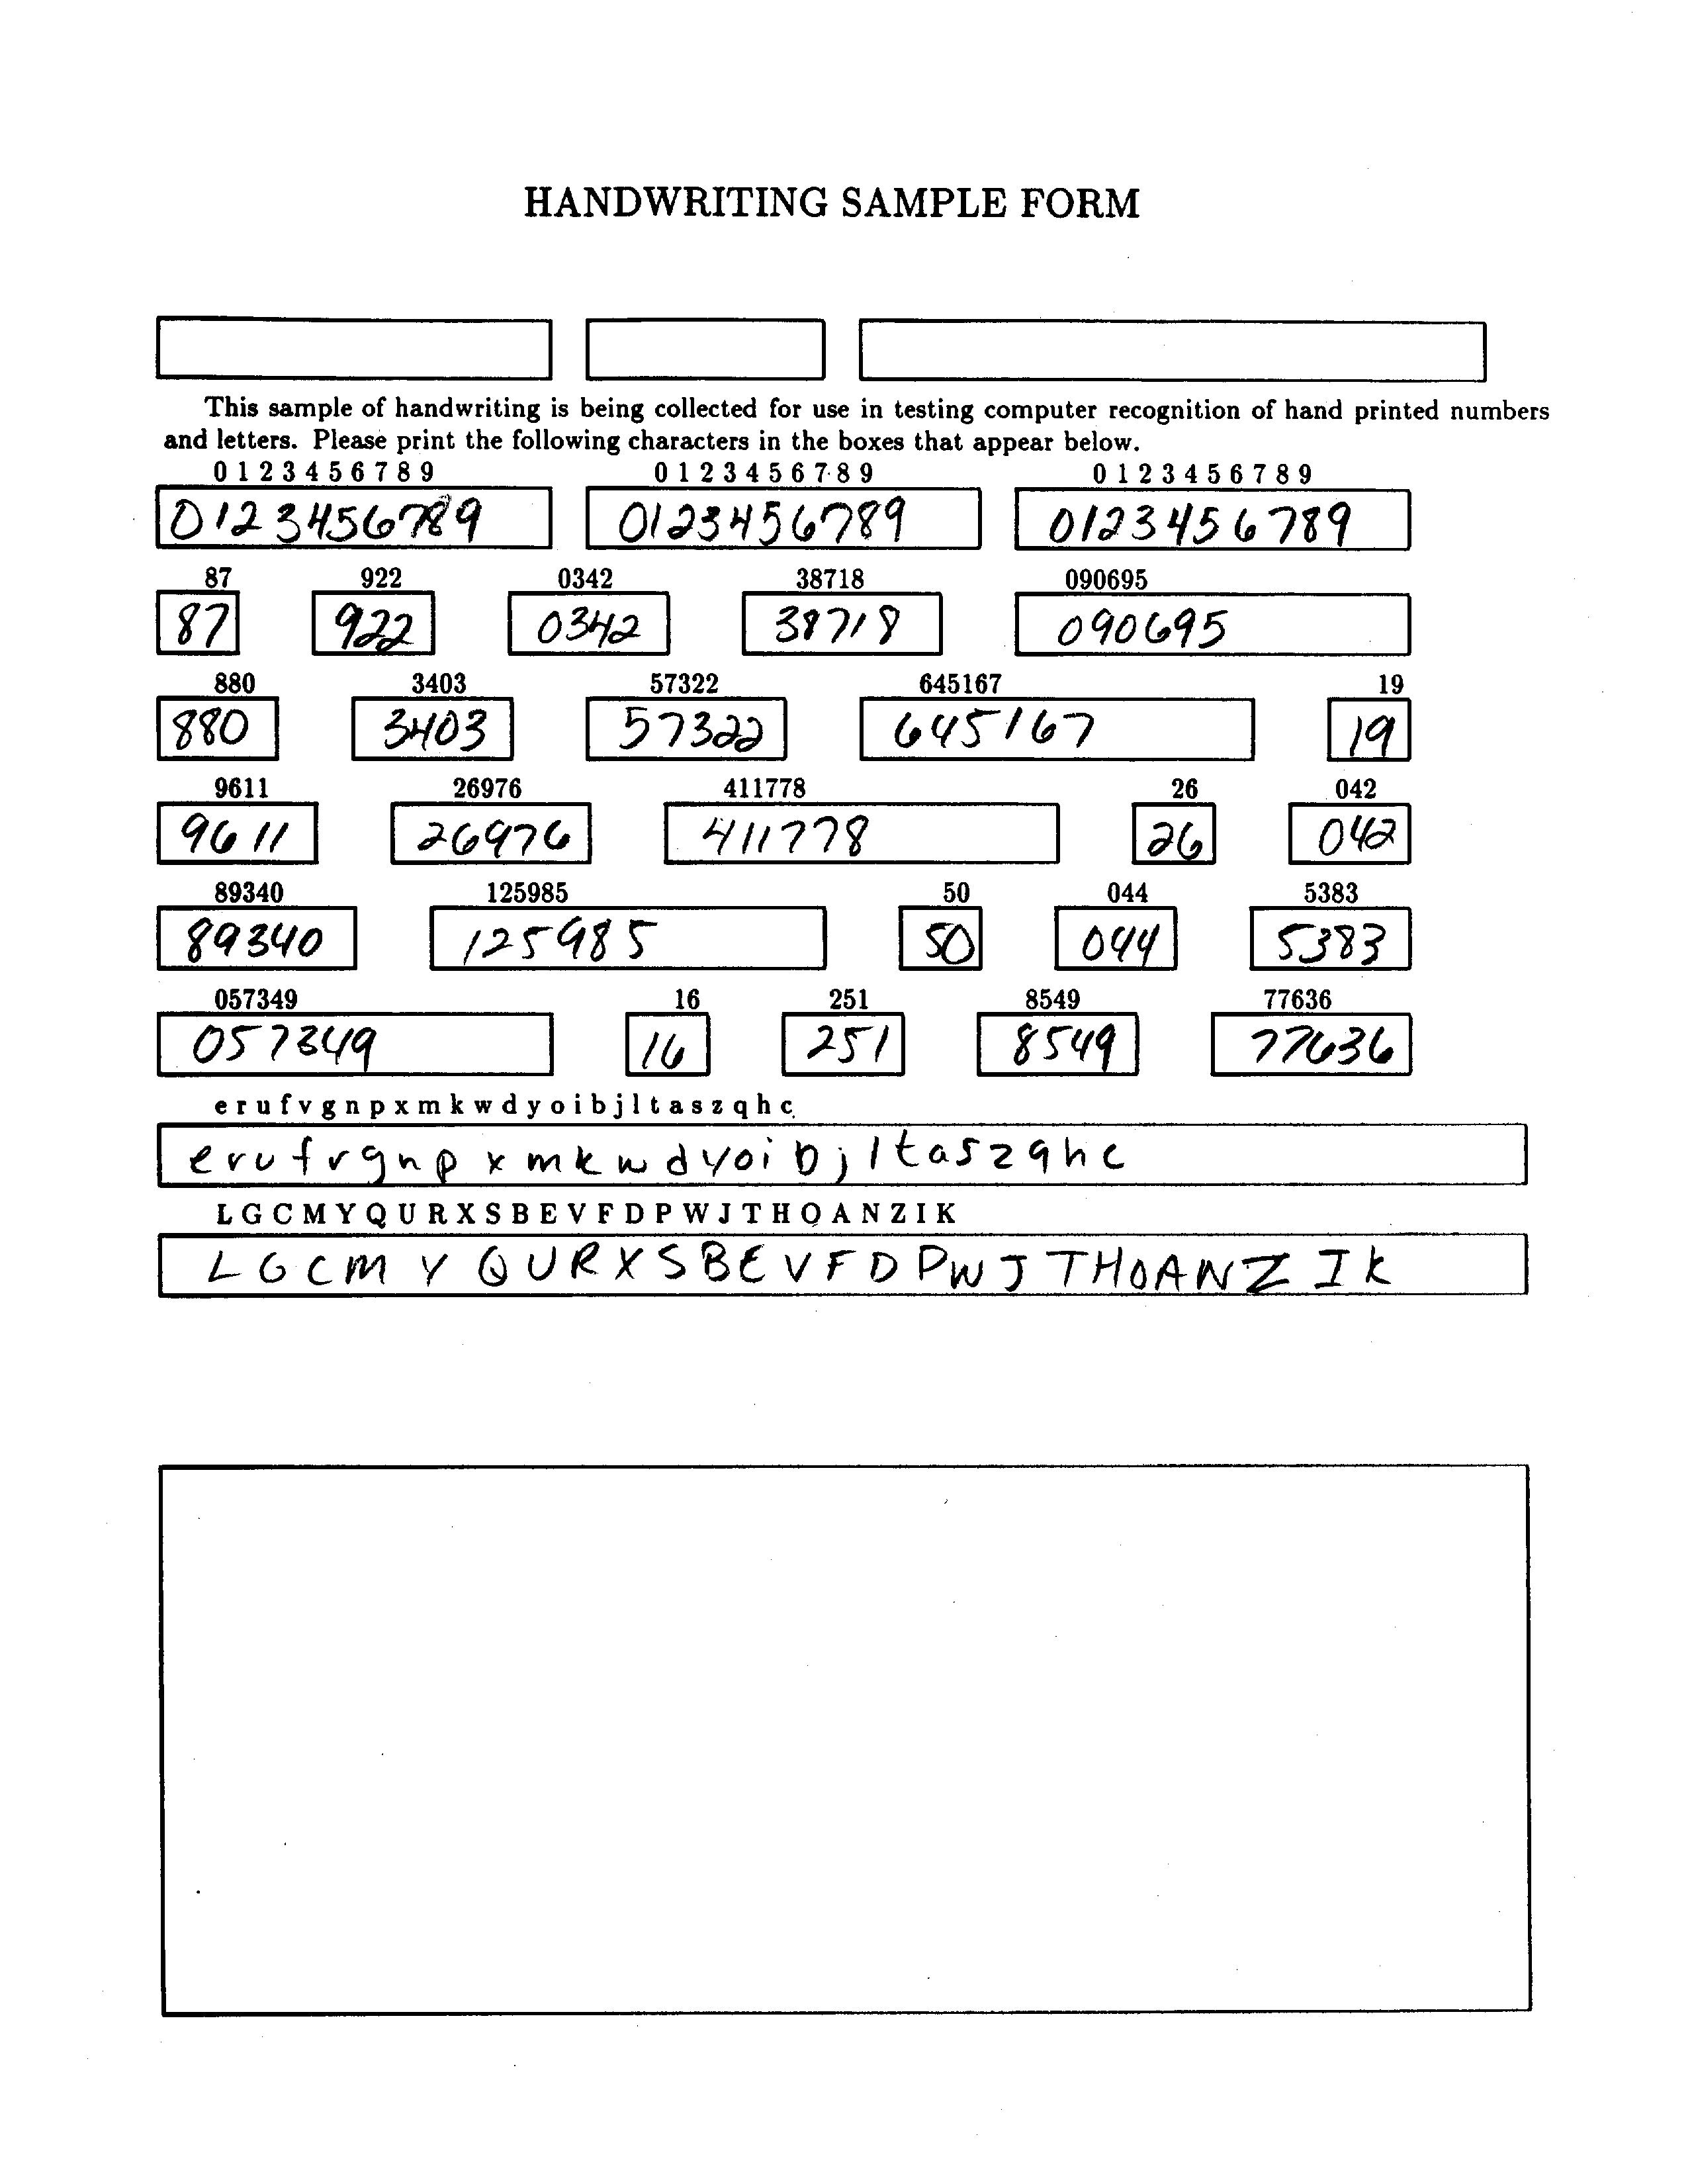 HANDWRITING SAMPLE FORM
This sample of handwriting is being collected for use in testing computer recognition of hand printed numbers
and letters. Please print the following characters in the boxes that appear below.
0 1 2 3 4 5 6 7 8 9 0 1 2 3 4 5 6 7 8 9 0 1 2 3 4 5 6 7 8 9
0123456789 0123456789 0123456789
87 922 0342 38718 090695
87 922 0342 38718 090695
880 3403 57322 645167 19
880 3403 57322 645167 19
9611 26976 411778 26 042
9611 26976 411778 26 042
89340 125985 50 044 5383
89340 125985 50 044 5383
057349 16 251 8549 77636
057349 16 251 8549 77636
e r u f v g n p x m k w d y o i b j l t a s z q h c
e r u f v g n p x m k w d y o i b j l t a s z q h c
L G C M Y Q U R X S B E V F D P W J T H O A N Z I K
L G C M Y Q U R X S B E V F D P W J T H O A N Z I K